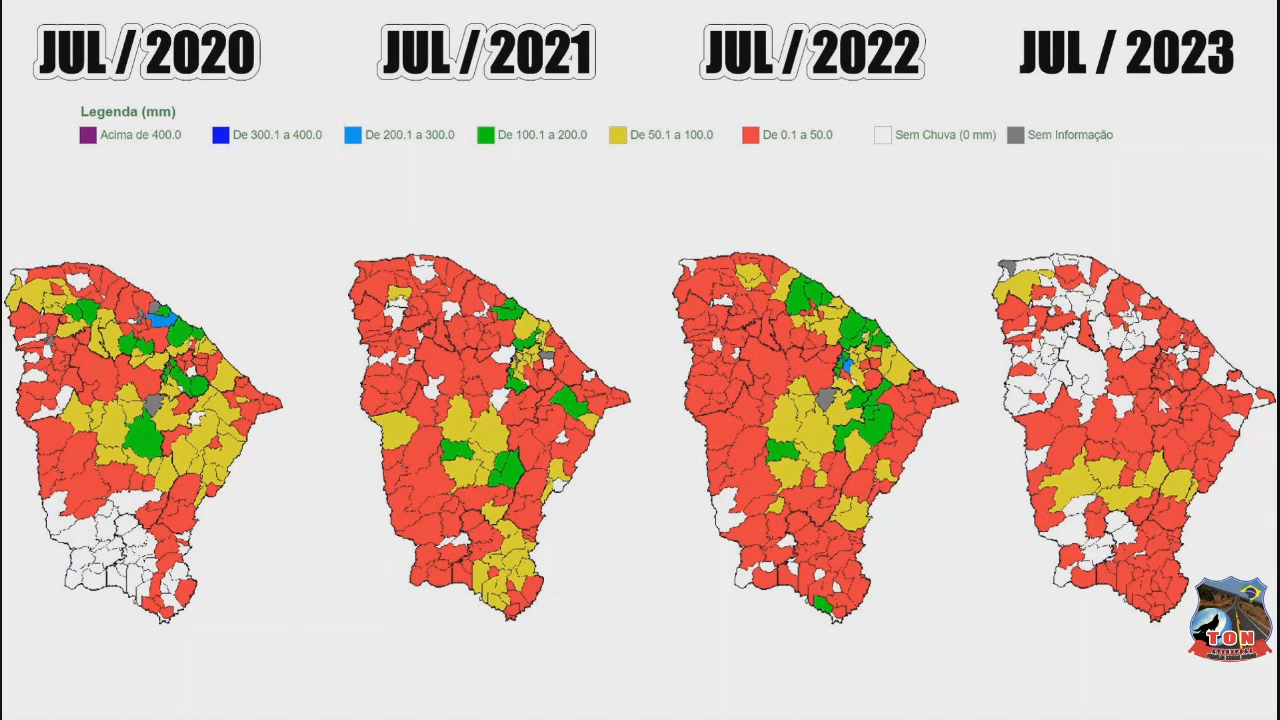 JUL / 2020
JUL / 2021
JUL / 2022
JUL / 2023
Legenda (mm)
Acima de 400.0
De 300.1 a 400.0
De 200.1 a 300.0
De 100.1 a 200.0
De 50.1 a 100.0
De 0.1 a 50.0
Sem Chuva (0 mm)
Sem Informação
TON